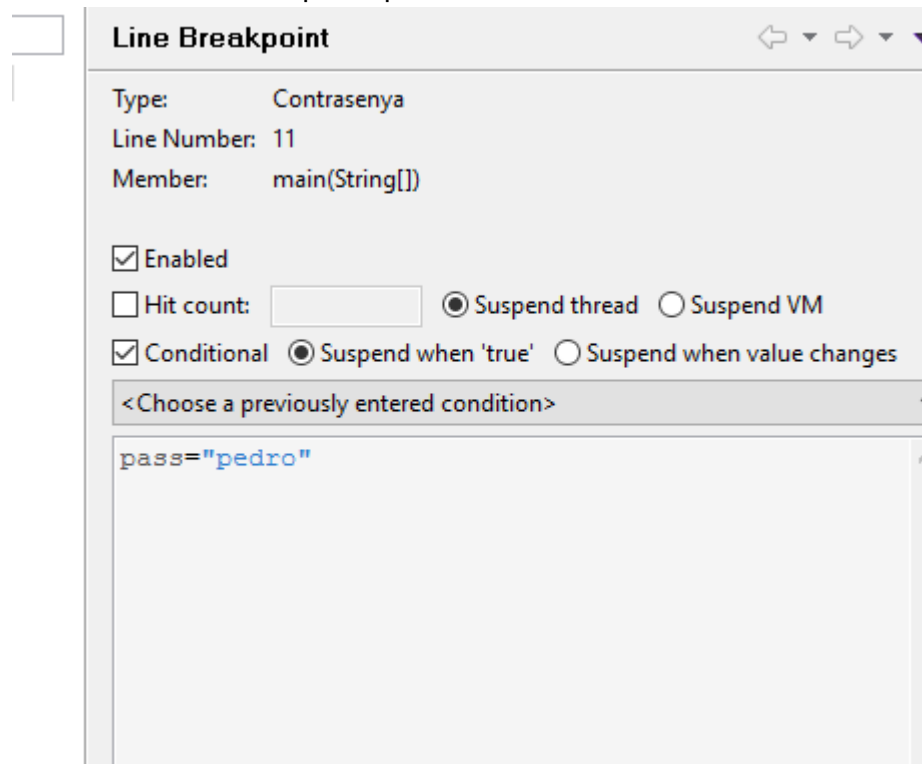 Line Breakpoint
Type: Contrasenya
Line Number: 11
Member: main(String[])
Enabled
Hit count: Suspend thread Suspend VM
Conditional Suspend when 'true' Suspend when value changes
<Choose a previously entered condition>
pass="pedro"